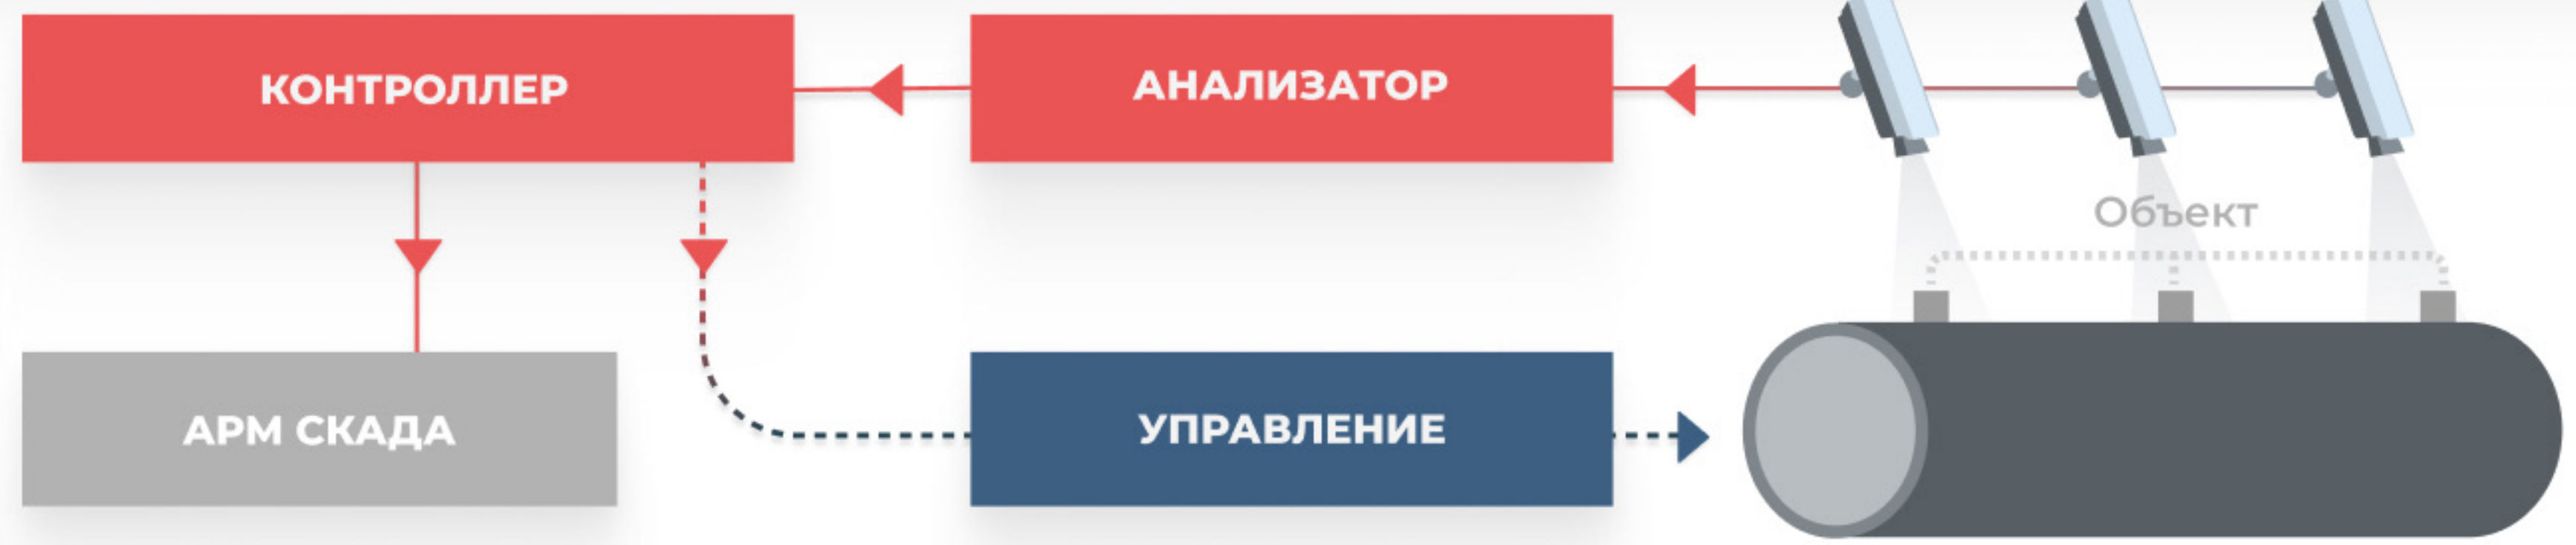 КОНТРОЛЛЕР
АНАЛИЗАТОР
Объект
АРМ СКАДА
УПРАВЛЕНИЕ